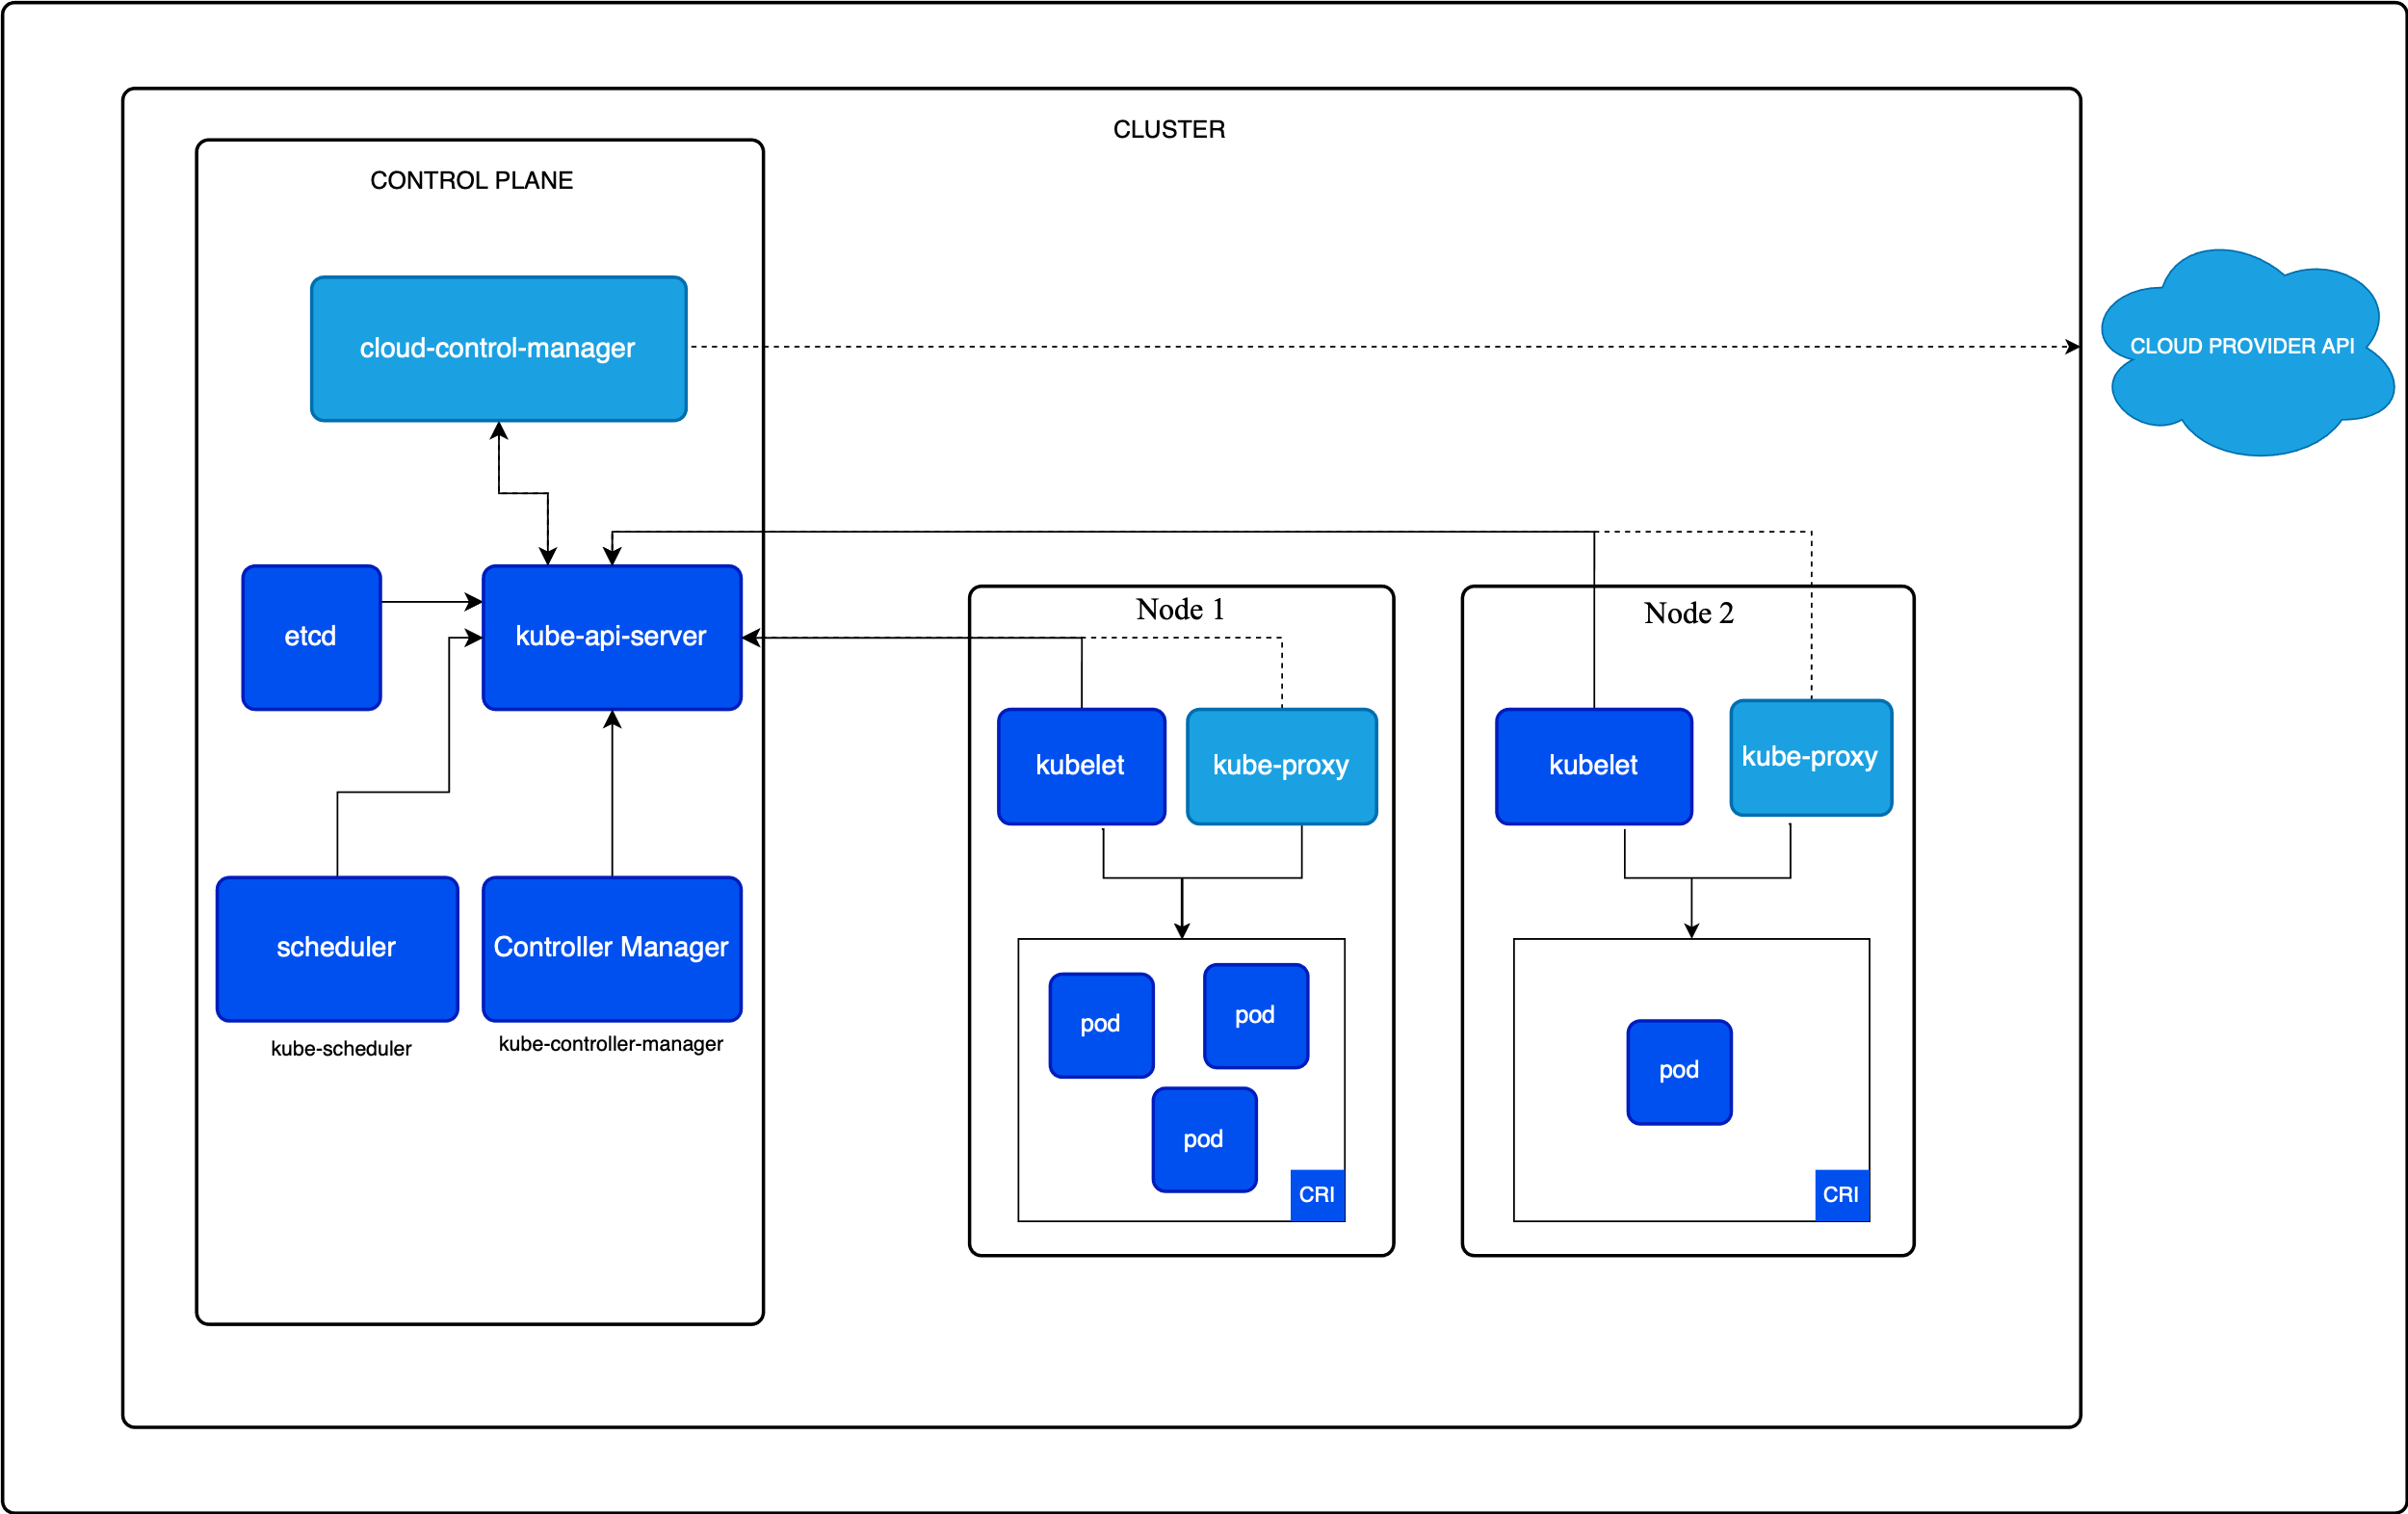 CLUSTER
CONTROL PLANE
cloud-control-manager
CLOUD PROVIDER API
etcd
kube-api-server
scheduler
Controller Manager
kube-scheduler
kube-controller-manager
Node 1
kubelet
kube-proxy
pod
pod
pod
CRI
Node 2
kubelet
kube-proxy
pod
CRI